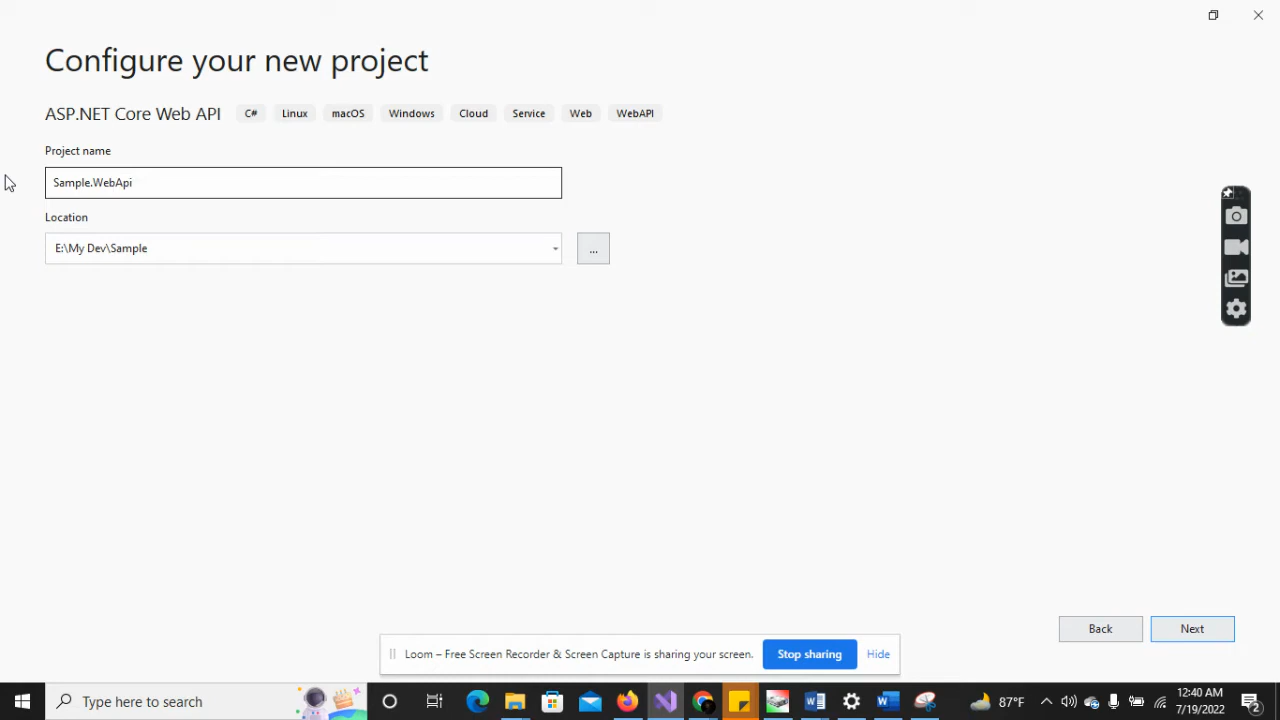 Configure your new project
ASP.NET Core Web API C# Linux macOS Windows Cloud Service Web WebAPI
Project name
Sample.WebApi
Location
E:\My Dev\Sample
...
Back Next
Loom – Free Screen Recorder & Screen Capture is sharing your screen. Stop sharing Hide
Type here to search
87°F
12:40 AM
7/19/2022
2